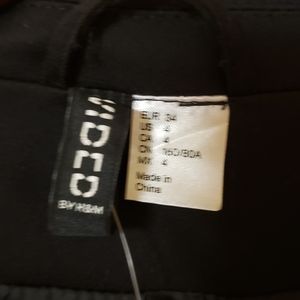 DIVIDED
BY H&M
EUR 34
US 4
CA 4
CN 160/80A
MX 4
Made in
China